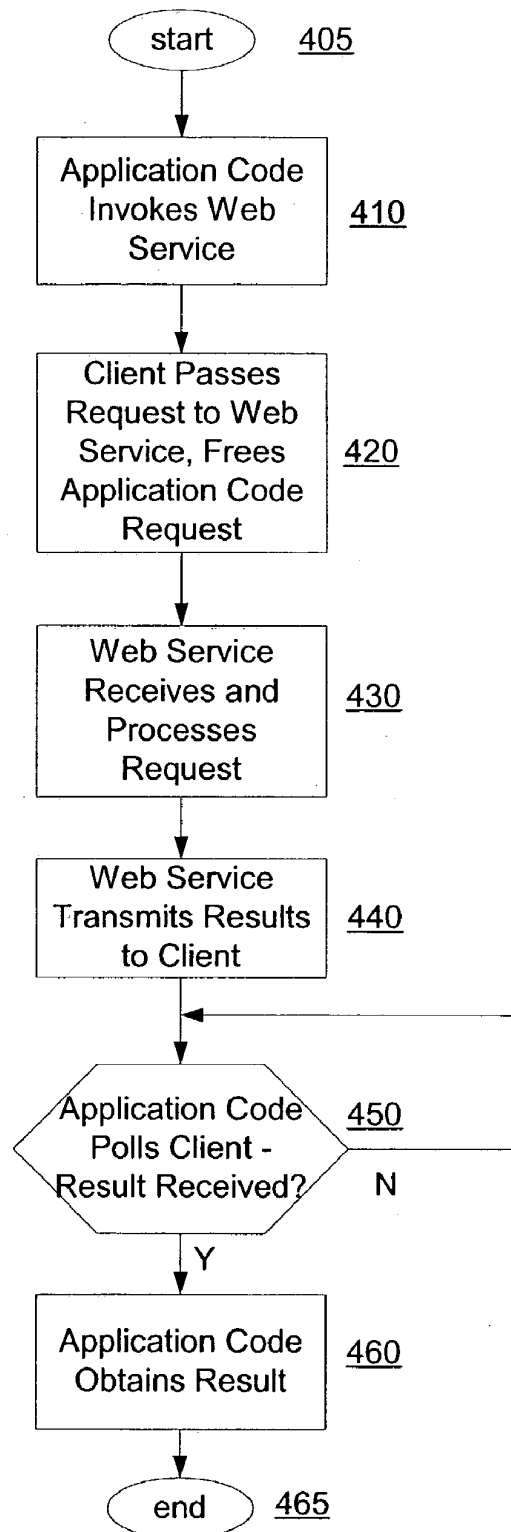 start
405
Application Code
Invokes Web
Service
410
Client Passes
Request to Web
Service, Frees
Application Code
Request
420
Web Service
Receives and
Processes
Request
430
Web Service
Transmits Results
to Client
440
Application Code
Polls Client -
Result Received?
450
N
Y
Application Code
Obtains Result
460
end
465